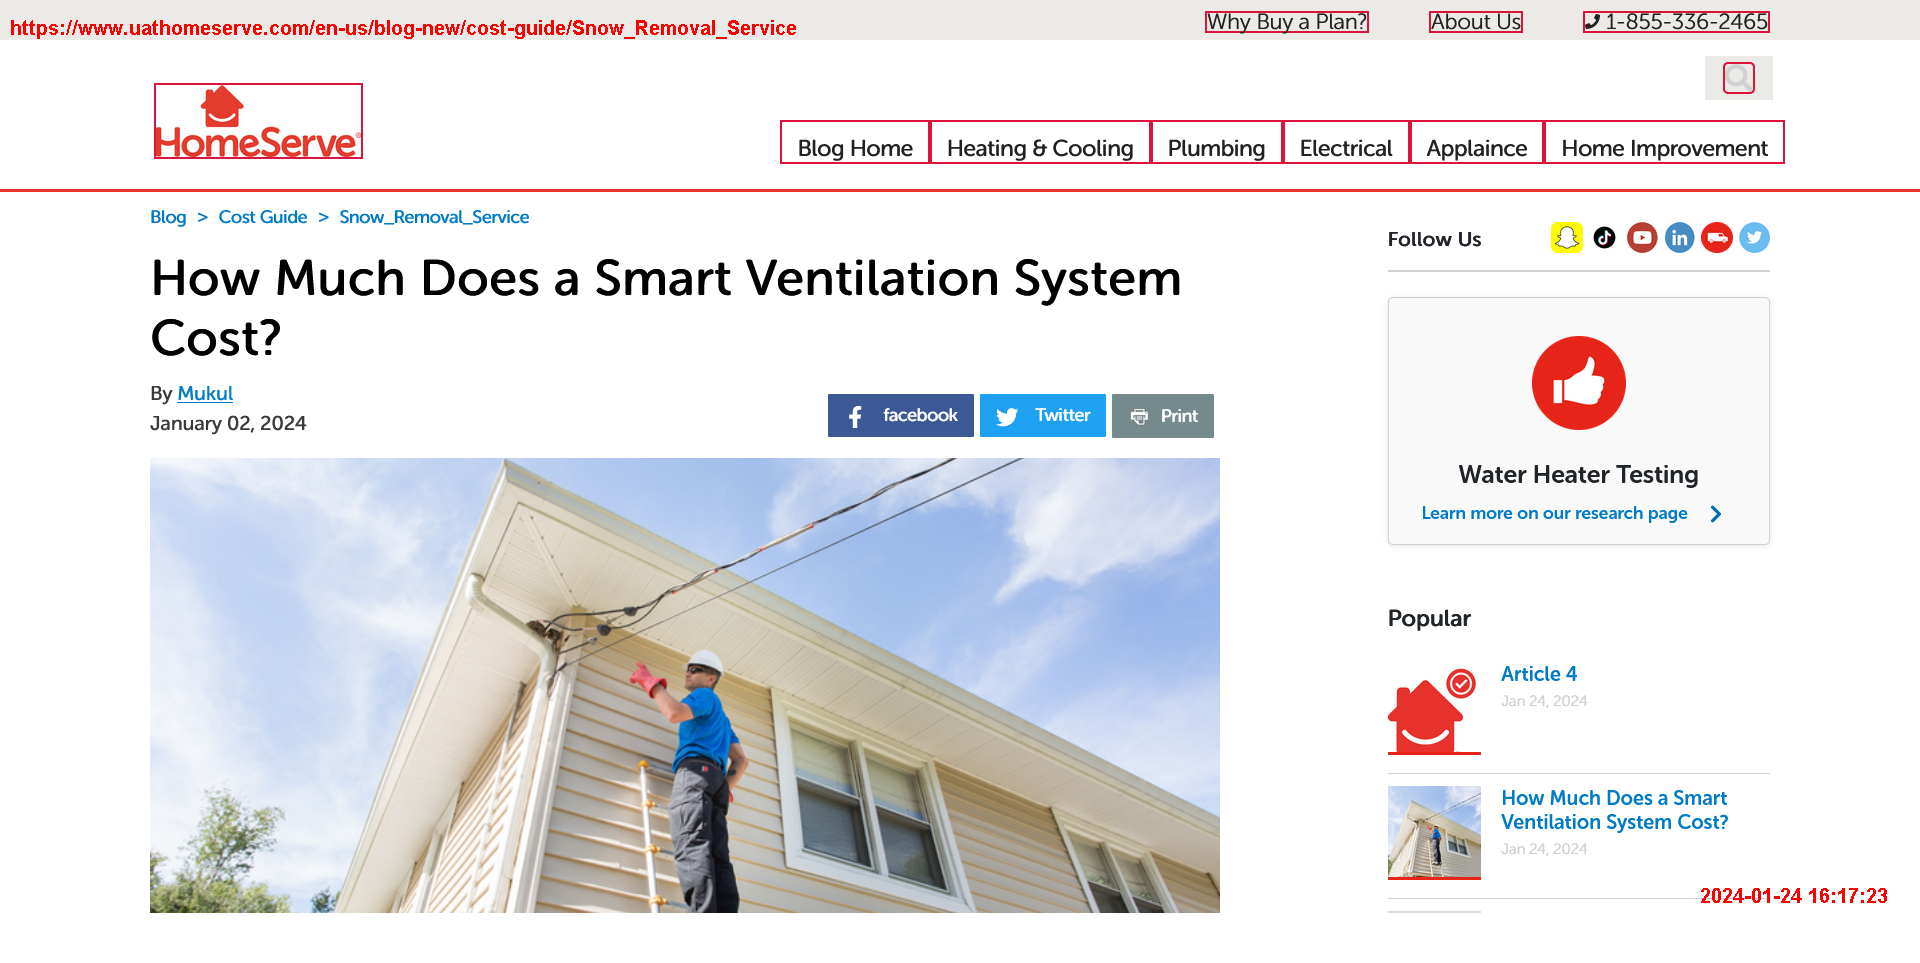 https://www.uathomeserve.com/en-us/blog-new/cost-guide/Snow_Removal_Service
Why Buy a Plan?
About Us
1-855-336-2465
HomeServe®
Blog Home
Heating & Cooling
Plumbing
Electrical
Applaince
Home Improvement
Blog > Cost Guide > Snow_Removal_Service
How Much Does a Smart Ventilation System
Cost?
By Mukul
January 02, 2024
facebook
Twitter
Print
Follow Us
Water Heater Testing
Learn more on our research page
Popular
Article 4
Jan 24, 2024
How Much Does a Smart
Ventilation System Cost?
Jan 24, 2024
2024-01-24 16:17:23